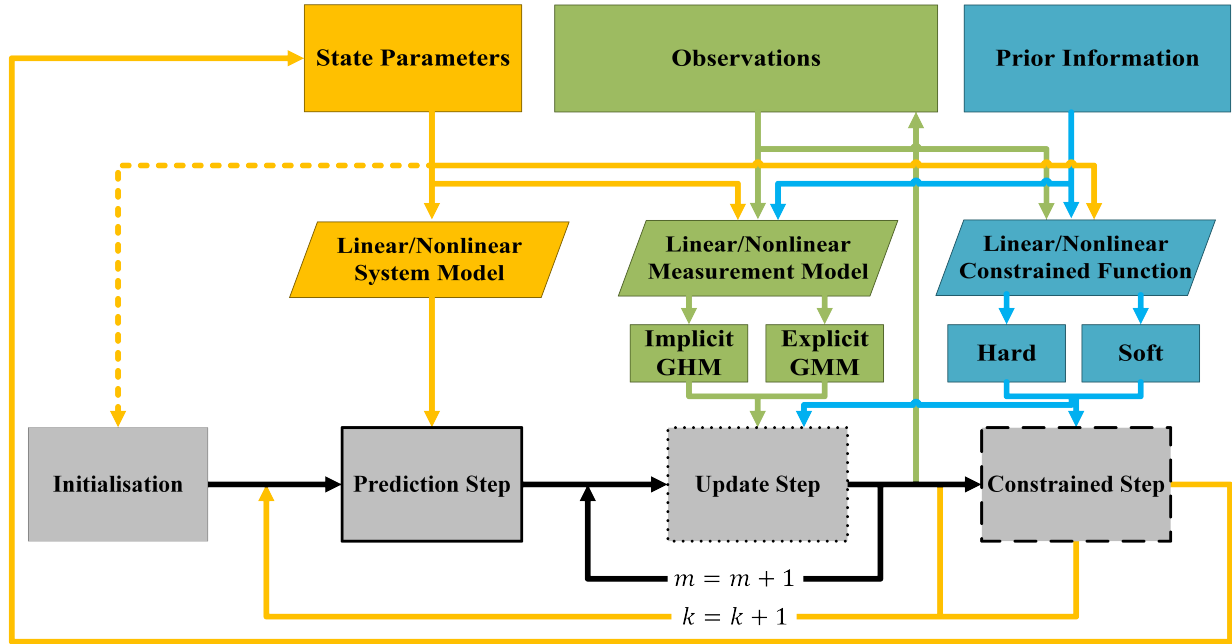 State Parameters
Observations
Prior Information
Linear/Nonlinear
System Model
Linear/Nonlinear
Measurement Model
Linear/Nonlinear
Constrained Function
Implicit
GHM
Explicit
GMM
Hard
Soft
Initialisation
Prediction Step
Update Step
Constrained Step
m = m + 1
k = k + 1